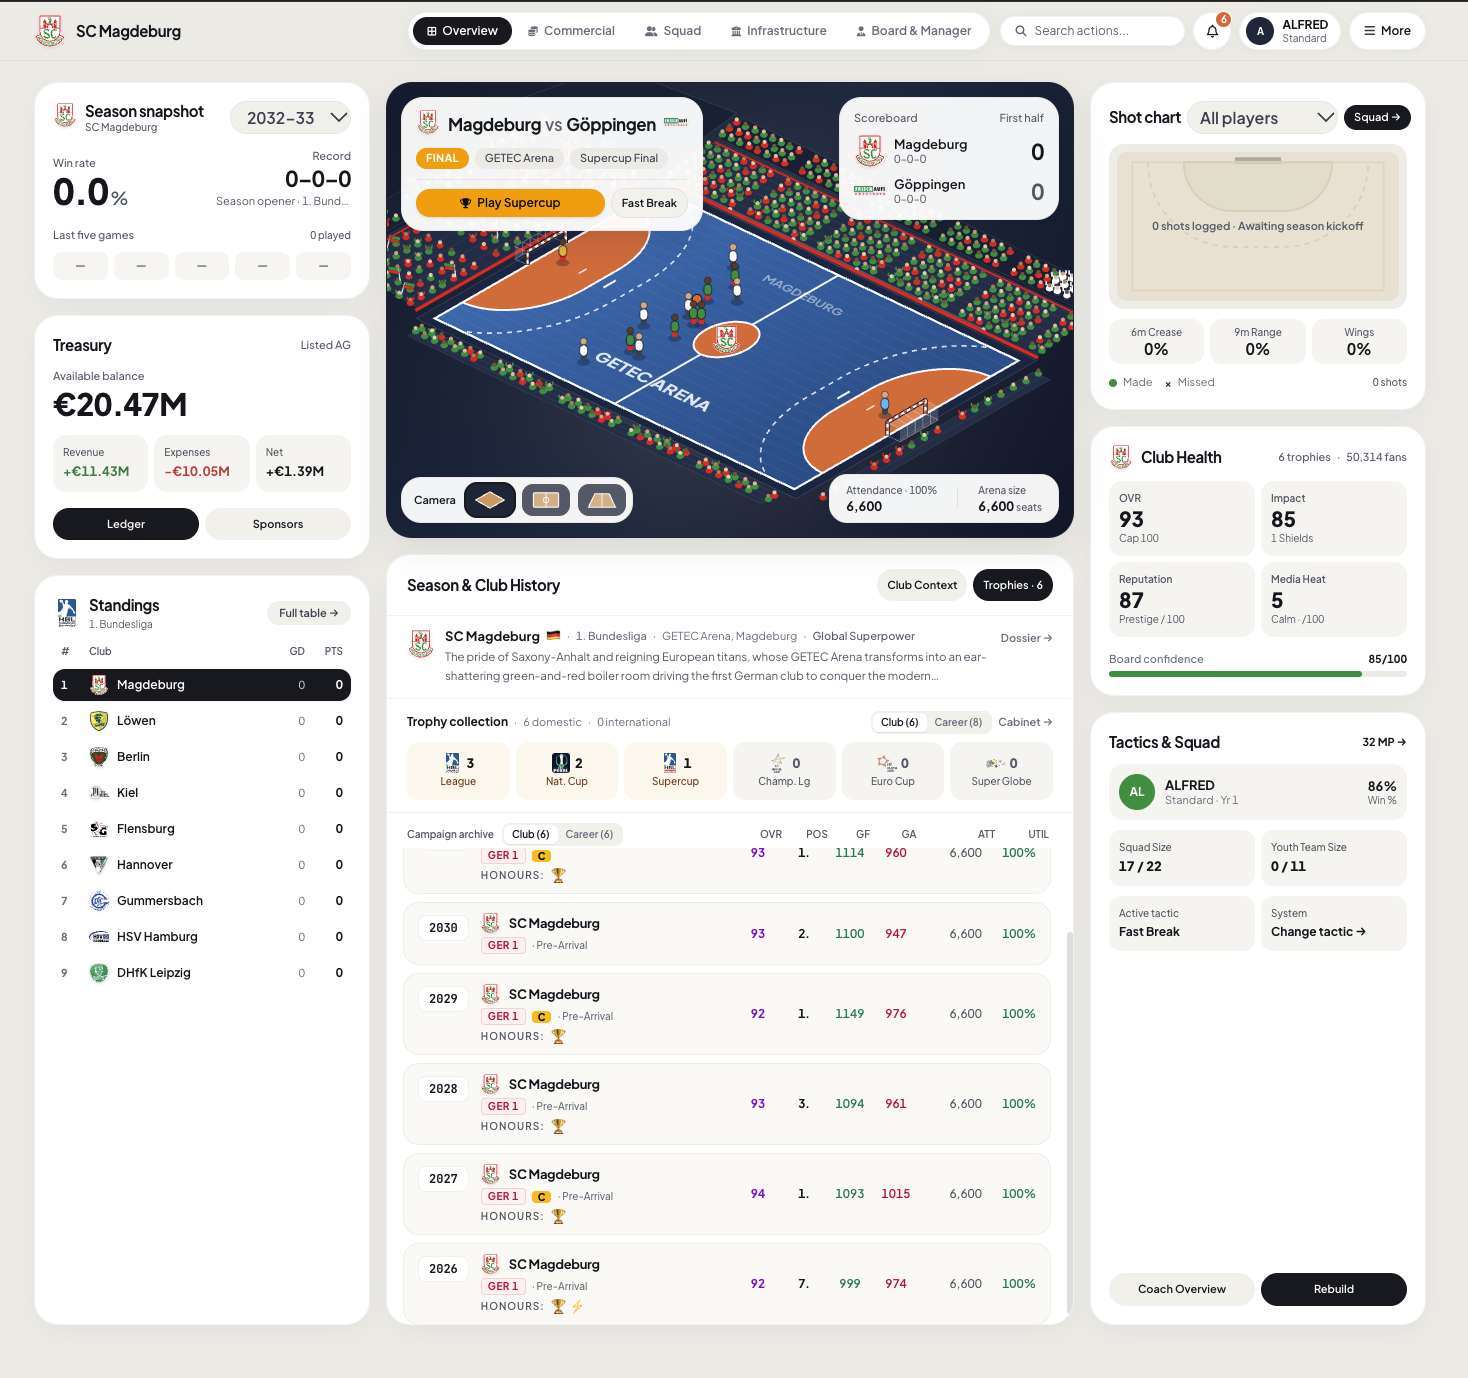 SC Magdeburg
Overview
Commercial
Squad
Infrastructure
Board & Manager
Search actions...
6
A
ALFRED
Standard
More
Season snapshot
SC Magdeburg
2032-33
Win rate
0.0%
Record
0-0-0
Season opener · 1. Bund...
Last five games
0 played
– – – – –
Treasury
Listed AG
Available balance
€20.47M
Revenue
+€11.43M
Expenses
-€10.05M
Net
+€1.39M
Ledger
Sponsors
Standings
1. Bundesliga
Full table →
# Club GD PTS
1 Magdeburg 0 0
2 Löwen 0 0
3 Berlin 0 0
4 Kiel 0 0
5 Flensburg 0 0
6 Hannover 0 0
7 Gummersbach 0 0
8 HSV Hamburg 0 0
9 DHfK Leipzig 0 0
Magdeburg vs Göppingen
FINAL
GETEC Arena
Supercup Final
Play Supercup
Fast Break
Scoreboard
First half
Magdeburg
0-0-0
0
Göppingen
0-0-0
0
MAGDEBURG
GETEC ARENA
Camera
Attendance · 100%
6,600
Arena size
6,600 seats
Season & Club History
Club Context
Trophies · 6
SC Magdeburg · 1. Bundesliga · GETEC Arena, Magdeburg · Global Superpower
Dossier →
The pride of Saxony-Anhalt and reigning European titans, whose GETEC Arena transforms into an ear-
shattering green-and-red boiler room driving the first German club to conquer the modern...
Trophy collection · 6 domestic · 0 international
Club (6)
Career (8)
Cabinet →
3
League
2
Nat. Cup
1
Supercup
0
Champ. Lg
0
Euro Cup
0
Super Globe
Campaign archive
Club (6)
Career (6)
OVR POS GF GA ATT UTIL
GER 1 C
93 1. 1114 960 6,600 100%
HONOURS:
2030
SC Magdeburg
GER 1 · Pre-Arrival
93 2. 1100 947 6,600 100%
2029
SC Magdeburg
GER 1 C · Pre-Arrival
HONOURS:
92 1. 1149 976 6,600 100%
2028
SC Magdeburg
GER 1 · Pre-Arrival
HONOURS:
93 3. 1094 961 6,600 100%
2027
SC Magdeburg
GER 1 C · Pre-Arrival
HONOURS:
94 1. 1093 1015 6,600 100%
2026
SC Magdeburg
GER 1 · Pre-Arrival
HONOURS:
92 7. 999 974 6,600 100%
Shot chart
All players
Squad →
0 shots logged · Awaiting season kickoff
6m Crease
0%
9m Range
0%
Wings
0%
Made
× Missed
0 shots
Club Health
6 trophies · 50,314 fans
OVR
93
Cap 100
Impact
85
1 Shields
Reputation
87
Prestige / 100
Media Heat
5
Calm · /100
Board confidence
85/100
Tactics & Squad
32 MP →
AL
ALFRED
Standard · Yr 1
86%
Win %
Squad Size
17 / 22
Youth Team Size
0 / 11
Active tactic
Fast Break
System
Change tactic →
Coach Overview
Rebuild